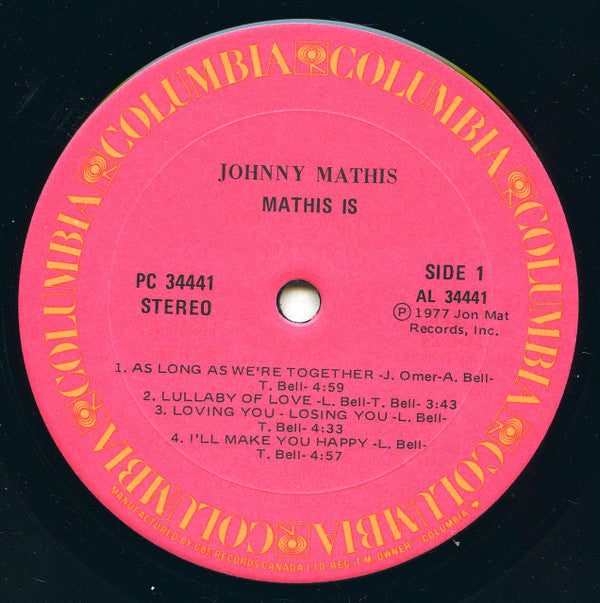 COLUMBIA COLUMBIA COLUMBIA COLUMBIA COLUMBIA COLUMBIA
JOHNNY MATHIS
MATHIS IS
PC 34441
STEREO
SIDE 1
AL 34441
Ⓟ 1977 Jon Mat
Records, Inc.
1. AS LONG AS WE'RE TOGETHER -J. Omer-A. Bell-
T. Bell- 4:59
2. LULLABY OF LOVE -L. Bell-T. Bell- 3:43
3. LOVING YOU - LOSING YOU -L. Bell-
T. Bell- 4:33
4. I'LL MAKE YOU HAPPY -L. Bell-
T. Bell- 4:57
MANUFACTURED BY CBS RECORDS CANADA LTD. REG. T.M. OWNER - COLUMBIA